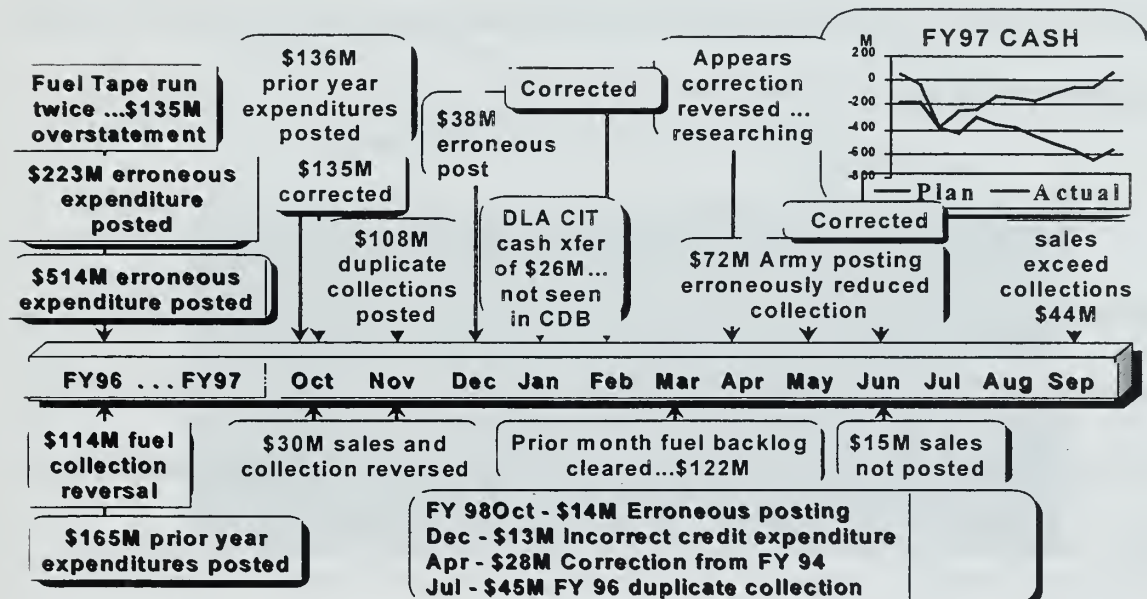 Fuel Tape run
twice ...$135M
overstatement
$223M erroneous
expenditure
posted
$514M erroneous
expenditure posted
$136M
prior year
expenditures
posted
$135M
corrected
$108M
duplicate
collections
posted
$38M
erroneous
post
Corrected
DLA CIT
cash xfer
of $26M...
not seen
in CDB
Appears
correction
reversed ...
researching
$72M Army posting
erroneously reduced
collection
Corrected
M
FY97 CASH
200
0
-200
-400
-600
-800
Plan
Actual
sales
exceed
collections
$44M
FY96 ... FY97 Oct Nov Dec Jan Feb Mar Apr May Jun Jul Aug Sep
$114M fuel
collection
reversal
$165M prior year
expenditures posted
$30M sales and
collection reversed
Prior month fuel backlog
cleared...$122M
$15M sales
not posted
FY 98Oct - $14M Erroneous posting
Dec - $13M Incorrect credit expenditure
Apr - $28M Correction from FY 94
Jul - $45M FY 96 duplicate collection